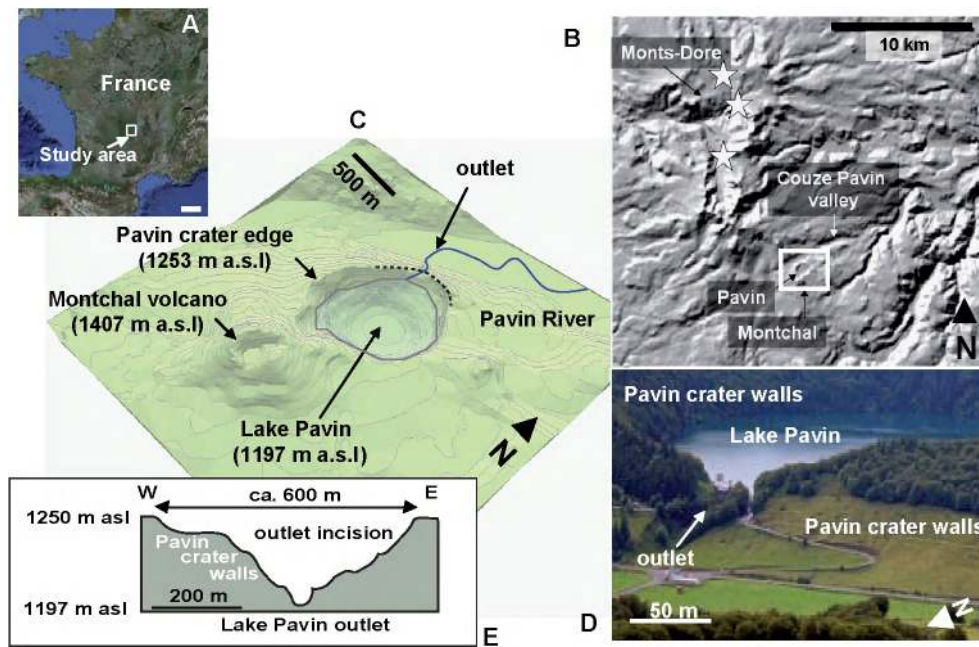 A
France
Study area
B
Monts-Dore
10 km
Couze Pavin
valley
Pavin
Montchal
N
C
500 m
outlet
Pavin crater edge
(1253 m a.s.l)
Montchal volcano
(1407 m a.s.l)
Pavin River
Lake Pavin
(1197 m a.s.l)
N
Pavin crater walls
Lake Pavin
Pavin crater walls
outlet
50 m
N
D
W
ca. 600 m
E
1250 m asl
outlet incision
Pavin
crater
walls
200 m
1197 m asl
Lake Pavin outlet
E